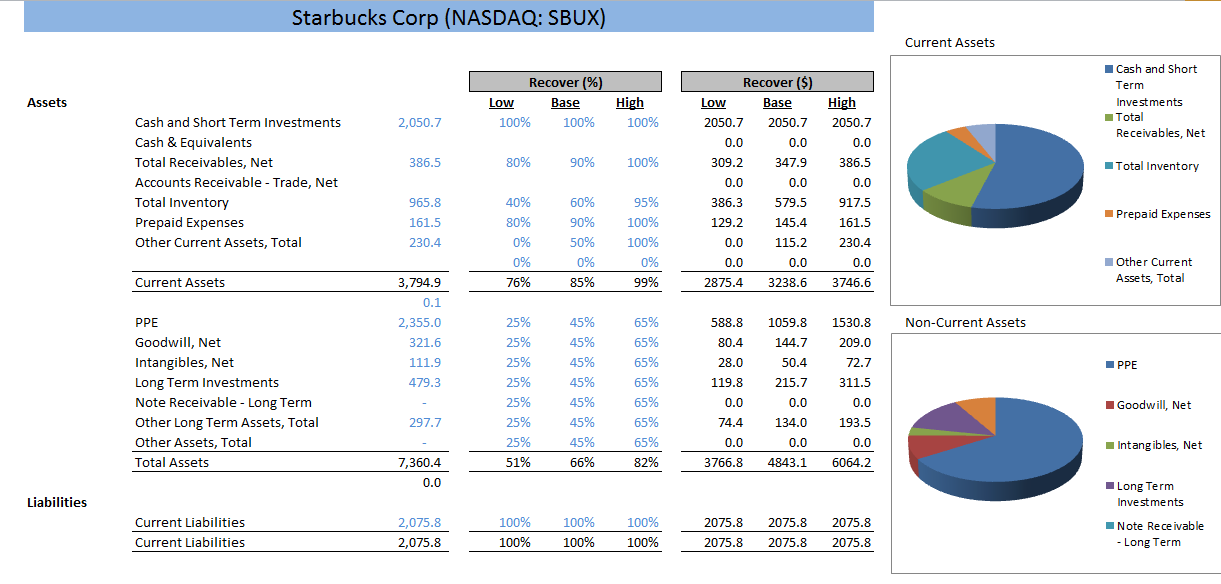 Starbucks Corp (NASDAQ: SBUX)
Recover (%) Recover ($)
Assets Low Base High Low Base High
Cash and Short Term Investments 2,050.7 100% 100% 100% 2050.7 2050.7 2050.7
Cash & Equivalents 0.0 0.0 0.0
Total Receivables, Net 386.5 80% 90% 100% 309.2 347.9 386.5
Accounts Receivable - Trade, Net 0.0 0.0 0.0
Total Inventory 965.8 40% 60% 95% 386.3 579.5 917.5
Prepaid Expenses 161.5 80% 90% 100% 129.2 145.4 161.5
Other Current Assets, Total 230.4 0% 50% 100% 0.0 115.2 230.4
0% 0% 0% 0.0 0.0 0.0
Current Assets 3,794.9 76% 85% 99% 2875.4 3238.6 3746.6
0.1
PPE 2,355.0 25% 45% 65% 588.8 1059.8 1530.8
Goodwill, Net 321.6 25% 45% 65% 80.4 144.7 209.0
Intangibles, Net 111.9 25% 45% 65% 28.0 50.4 72.7
Long Term Investments 479.3 25% 45% 65% 119.8 215.7 311.5
Note Receivable - Long Term - 25% 45% 65% 0.0 0.0 0.0
Other Long Term Assets, Total 297.7 25% 45% 65% 74.4 134.0 193.5
Other Assets, Total - 25% 45% 65% 0.0 0.0 0.0
Total Assets 7,360.4 51% 66% 82% 3766.8 4843.1 6064.2
0.0
Liabilities
Current Liabilities 2,075.8 100% 100% 100% 2075.8 2075.8 2075.8
Current Liabilities 2,075.8 100% 100% 100% 2075.8 2075.8 2075.8
Current Assets
Cash and Short
Term
Investments
Total
Receivables, Net
Total Inventory
Prepaid Expenses
Other Current
Assets, Total
Non-Current Assets
PPE
Goodwill, Net
Intangibles, Net
Long Term
Investments
Note Receivable
- Long Term